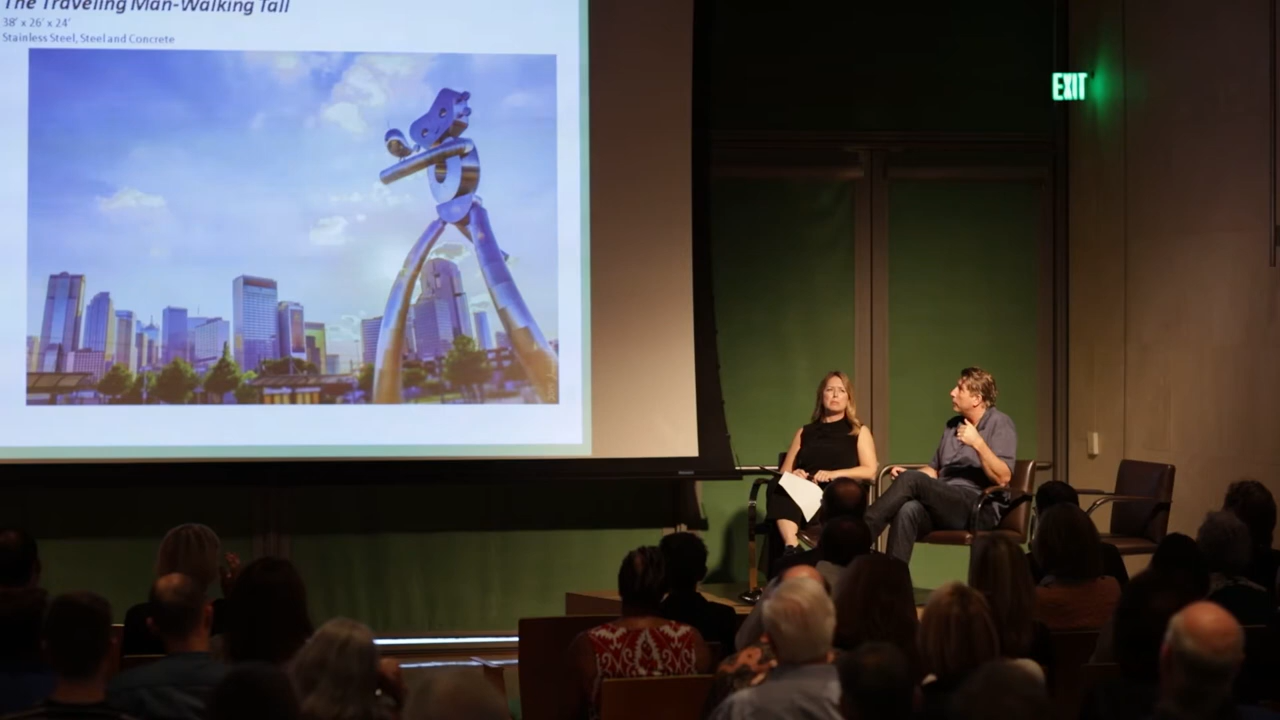 The Traveling Man-Walking Tall
38' x 26' x 24'
Stainless Steel, Steel and Concrete
EXIT